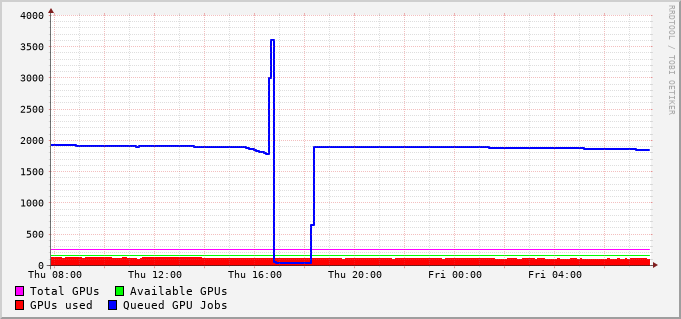 4000
3500
3000
2500
2000
1500
1000
500
0
Thu 08:00 Thu 12:00 Thu 16:00 Thu 20:00 Fri 00:00 Fri 04:00
Total GPUs Available GPUs
GPUs used Queued GPU Jobs
RRDTOOL / TOBI OETIKER